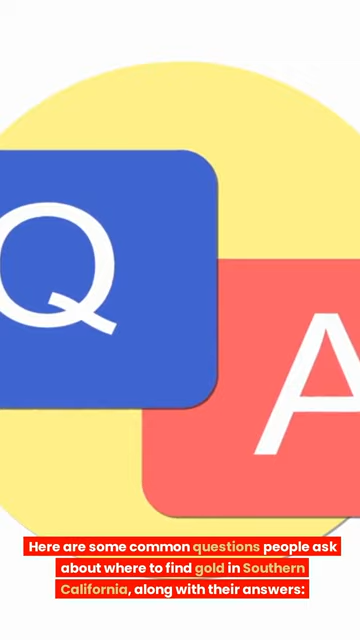 Q
A
Here are some common questions people ask
about where to find gold in Southern
California, along with their answers: